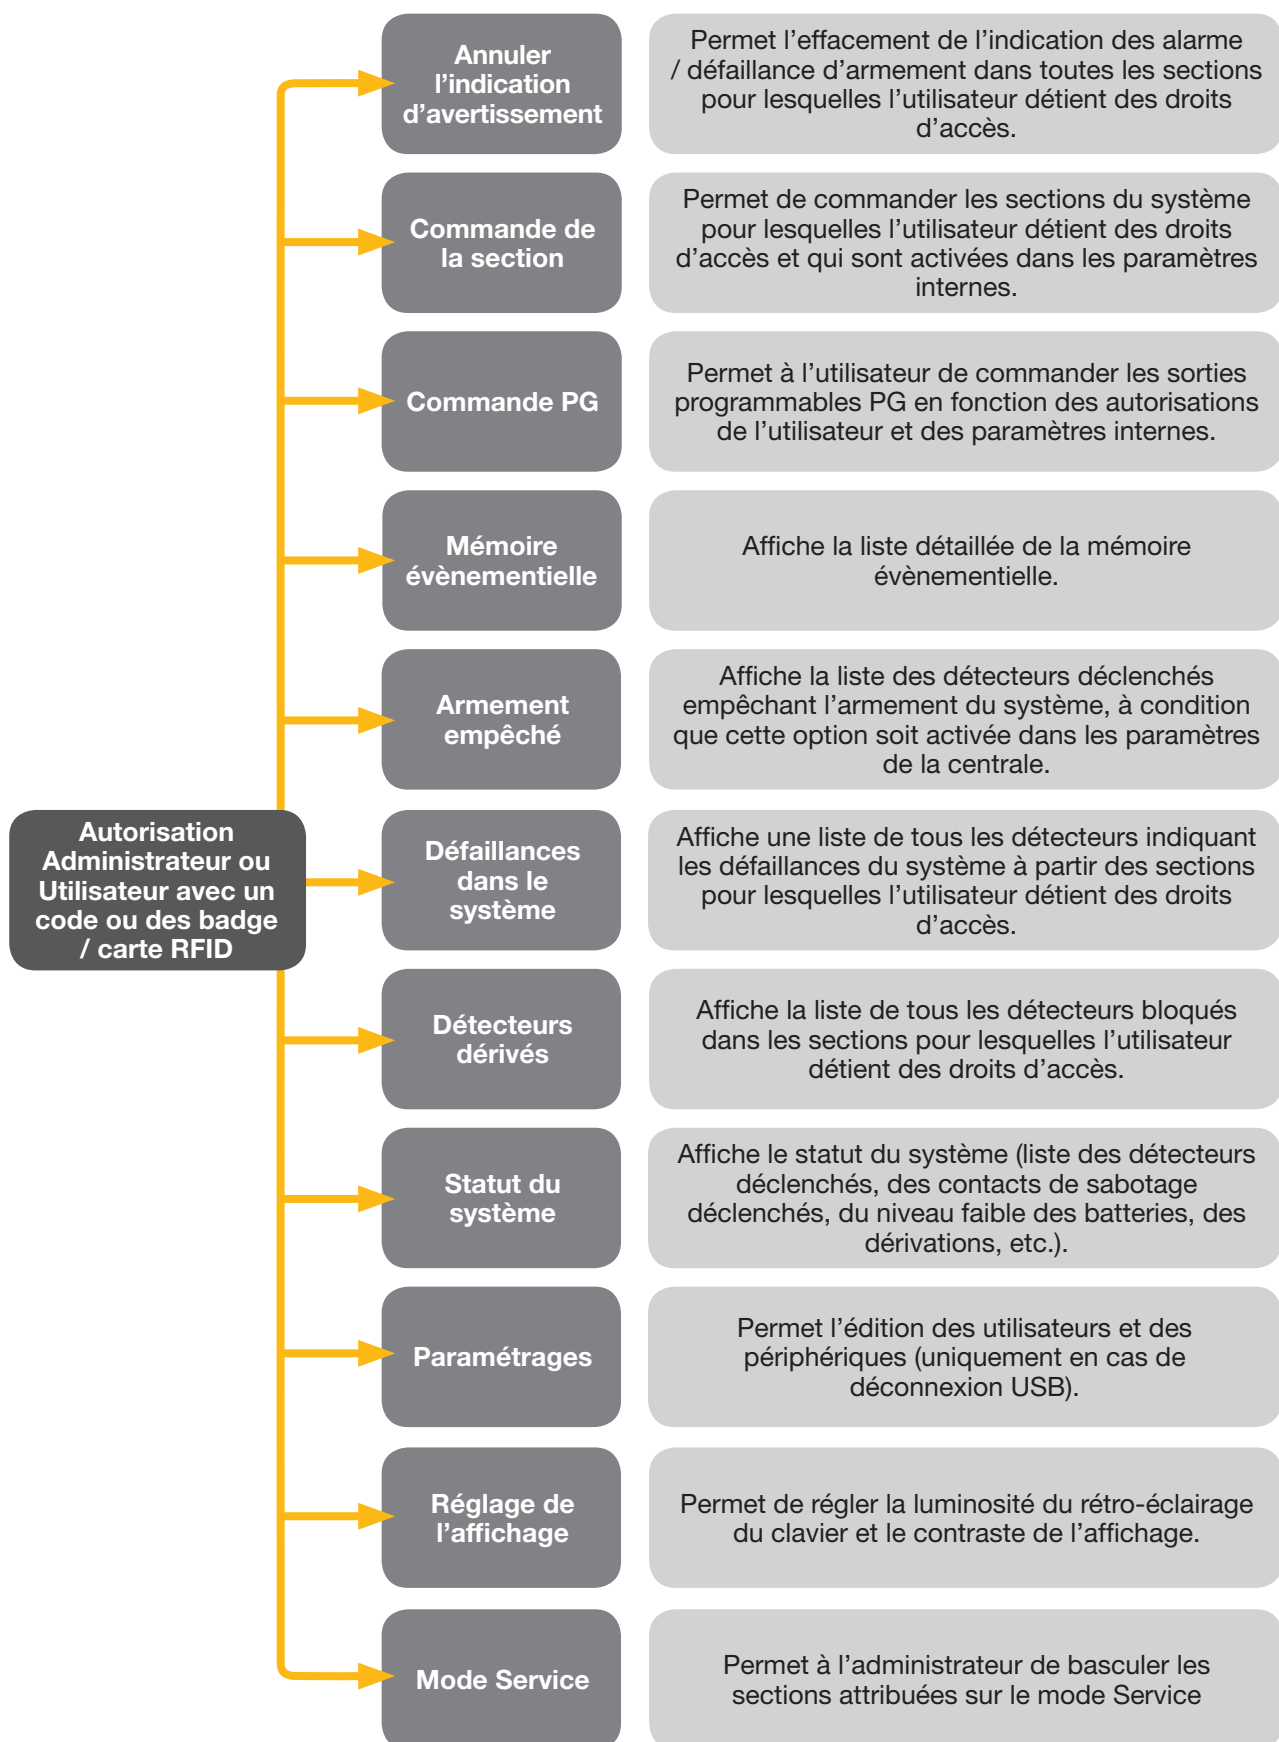 Annuler
l’indication
d’avertissement
Permet l’effacement de l’indication des alarme
/ défaillance d’armement dans toutes les sections
pour lesquelles l’utilisateur détient des droits
d’accès.
Commande de
la section
Permet de commander les sections du système
pour lesquelles l’utilisateur détient des droits
d’accès et qui sont activées dans les paramètres
internes.
Commande PG
Permet à l’utilisateur de commander les sorties
programmables PG en fonction des autorisations
de l’utilisateur et des paramètres internes.
Mémoire
évènementielle
Affiche la liste détaillée de la mémoire
évènementielle.
Armement
empêché
Affiche la liste des détecteurs déclenchés
empêchant l’armement du système, à condition
que cette option soit activée dans les paramètres
de la centrale.
Autorisation
Administrateur ou
Utilisateur avec un
code ou des badge
/ carte RFID
Défaillances
dans le
système
Affiche une liste de tous les détecteurs indiquant
les défaillances du système à partir des sections
pour lesquelles l’utilisateur détient des droits
d’accès.
Détecteurs
dérivés
Affiche la liste de tous les détecteurs bloqués
dans les sections pour lesquelles l’utilisateur
détient des droits d’accès.
Statut du
système
Affiche le statut du système (liste des détecteurs
déclenchés, des contacts de sabotage
déclenchés, du niveau faible des batteries, des
dérivations, etc.).
Paramétrages
Permet l’édition des utilisateurs et des
périphériques (uniquement en cas de
déconnexion USB).
Réglage de
l’affichage
Permet de régler la luminosité du rétro-éclairage
du clavier et le contraste de l’affichage.
Mode Service
Permet à l’administrateur de basculer les
sections attribuées sur le mode Service